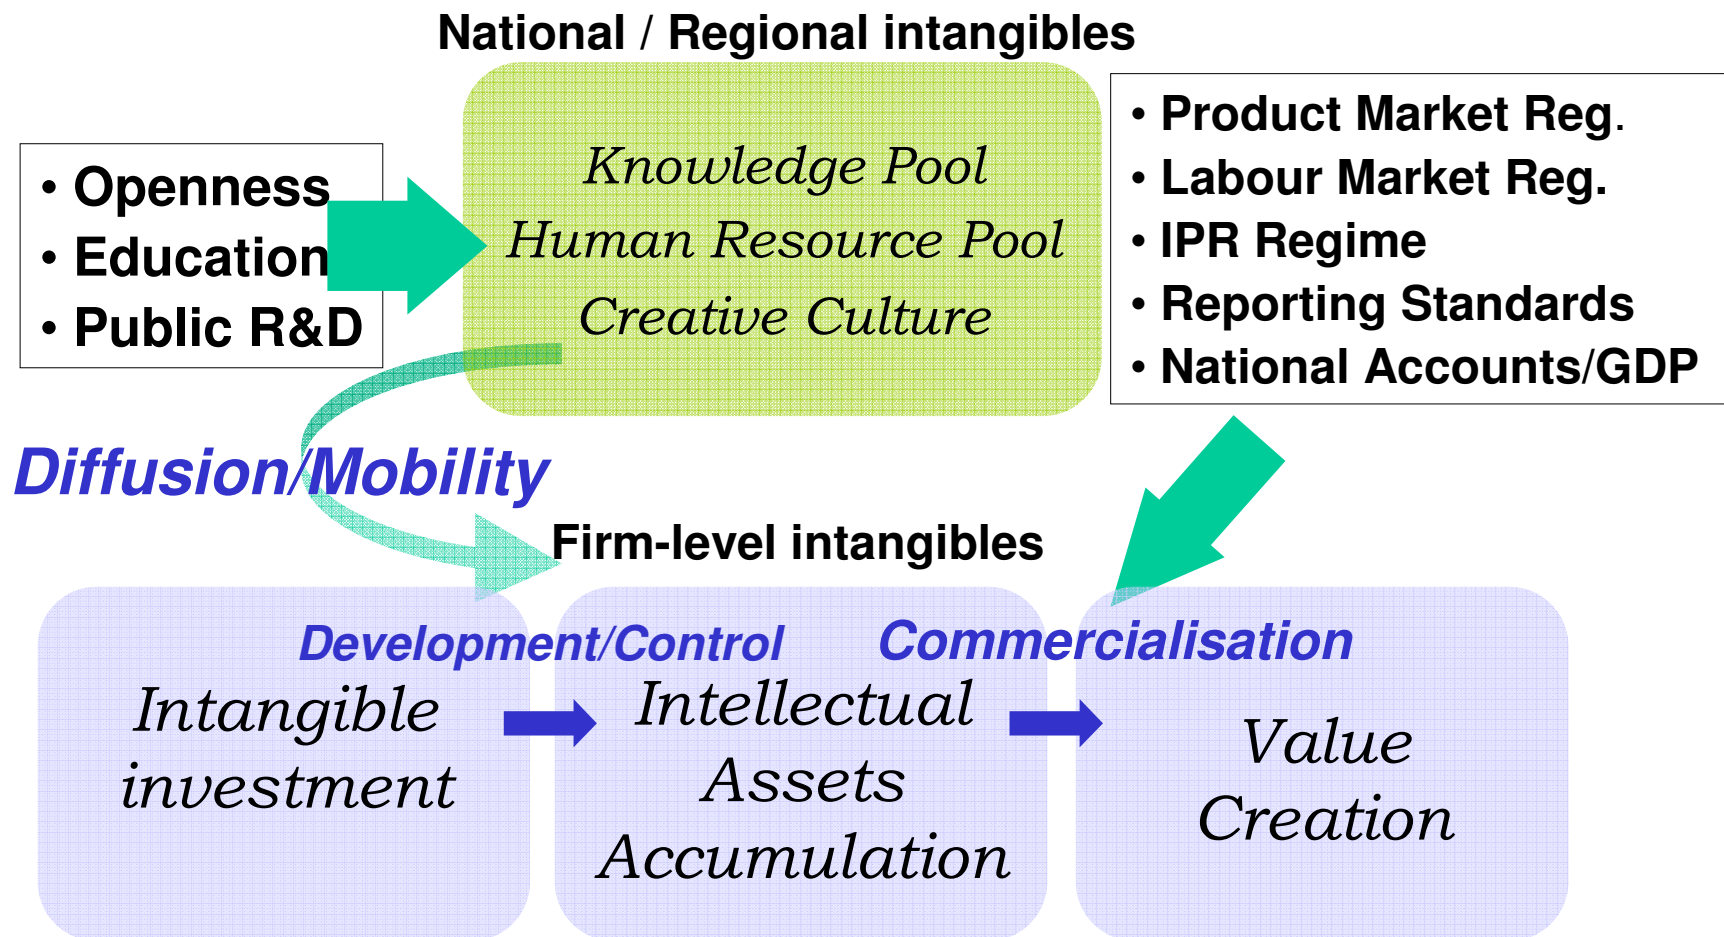 National / Regional intangibles
• Openness
• Education
• Public R&D
Knowledge Pool
Human Resource Pool
Creative Culture
• Product Market Reg.
• Labour Market Reg.
• IPR Regime
• Reporting Standards
• National Accounts/GDP
Diffusion/Mobility
Firm-level intangibles
Development/Control
Commercialisation
Intangible
investment
Intellectual
Assets
Accumulation
Value
Creation